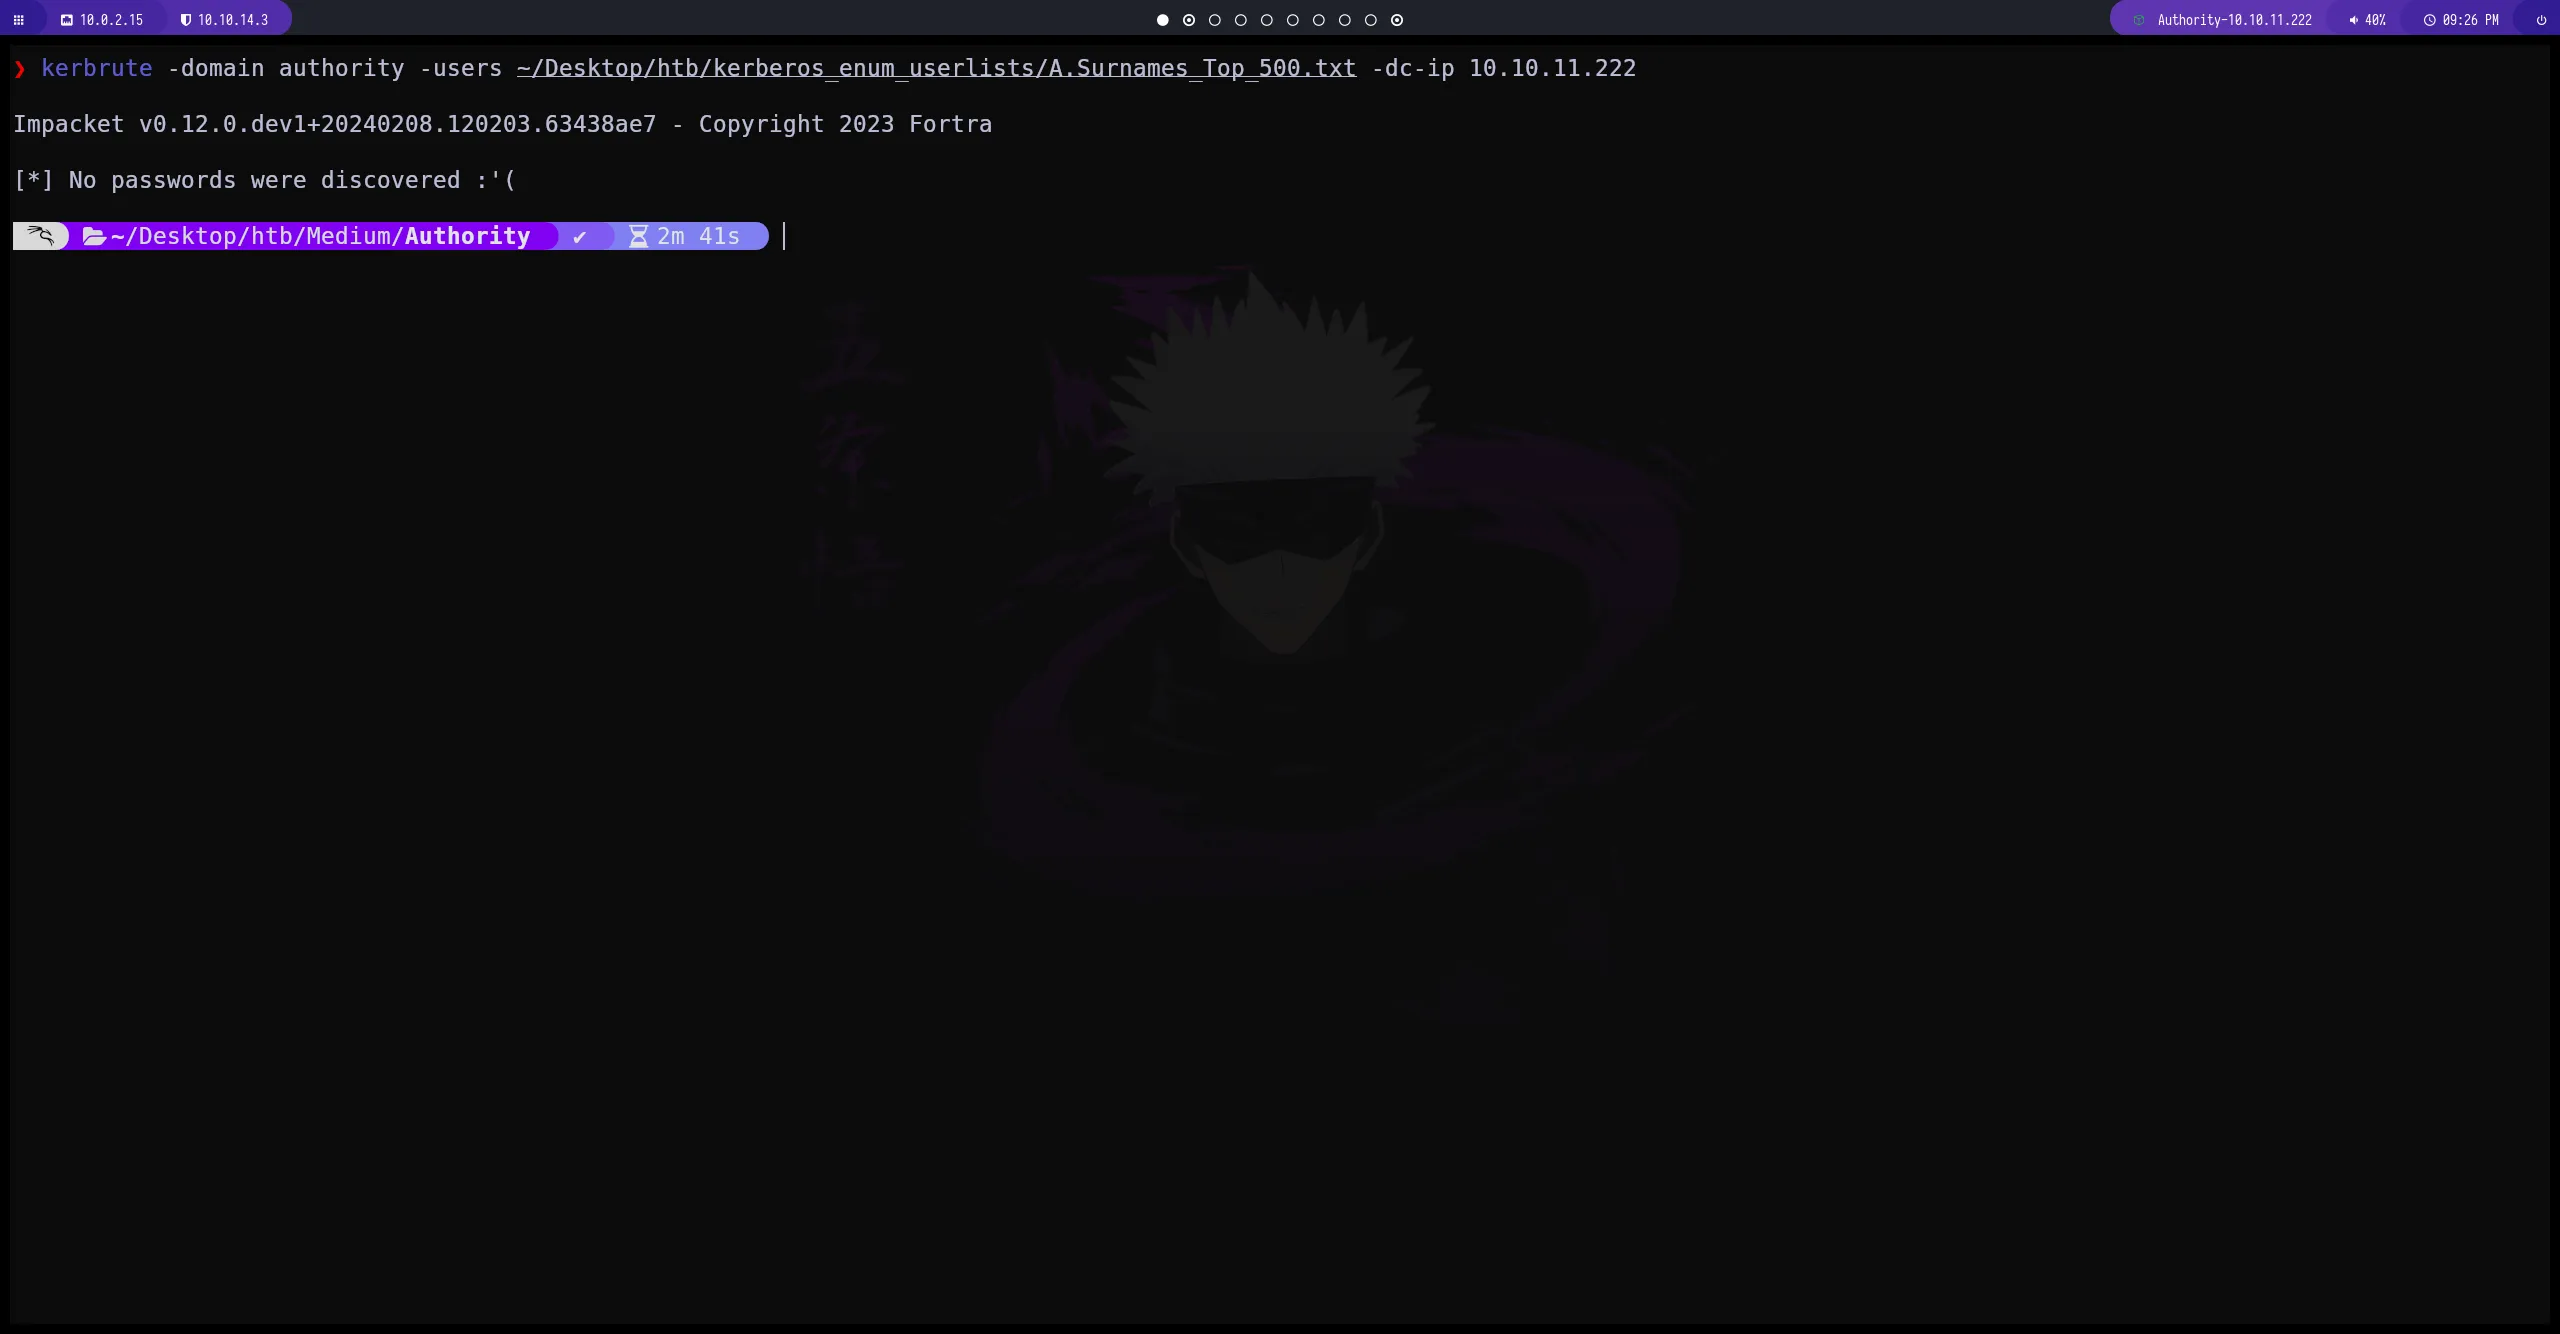 10.0.2.15 10.10.14.3 Authority-10.10.11.222 40% 09:26 PM
❯ kerbrute -domain authority -users ~/Desktop/htb/kerberos_enum_userlists/A.Surnames_Top_500.txt -dc-ip 10.10.11.222
Impacket v0.12.0.dev1+20240208.120203.63438ae7 - Copyright 2023 Fortra
[*] No passwords were discovered :'(
~/Desktop/htb/Medium/Authority ✔ 2m 41s